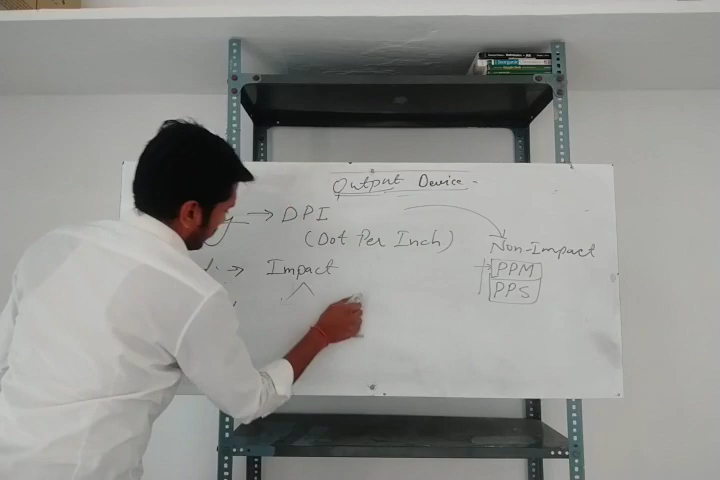 Output Device
→ DPI
(Dot Per Inch)
Non-Impact
→ Impact
PPM
PPS